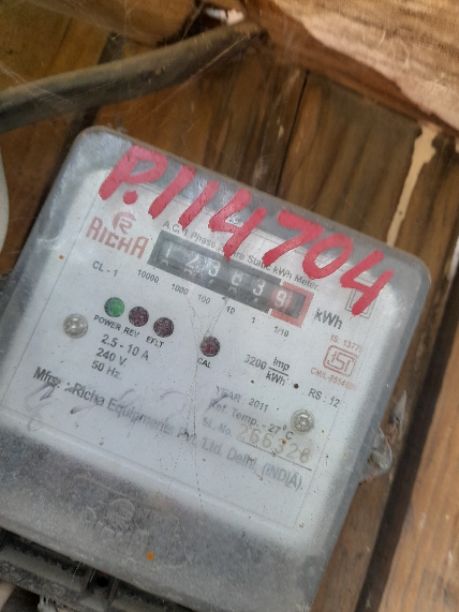 P.114704
RICHA
A.C. 1 Phase Static kWh Meter.
kWh
CL - 1
10000 1000 100 10 1 1/10
POWER REV EFLT
CAL
3200 imp/kWh
2.5 - 10 A
240 V
50 Hz
RS : 12
YEAR : 2011
Ref. Temp. - 27°C
Mfrs. : Richa Equipments Pvt. Ltd. Delhi, (INDIA).
SL. No. 266328